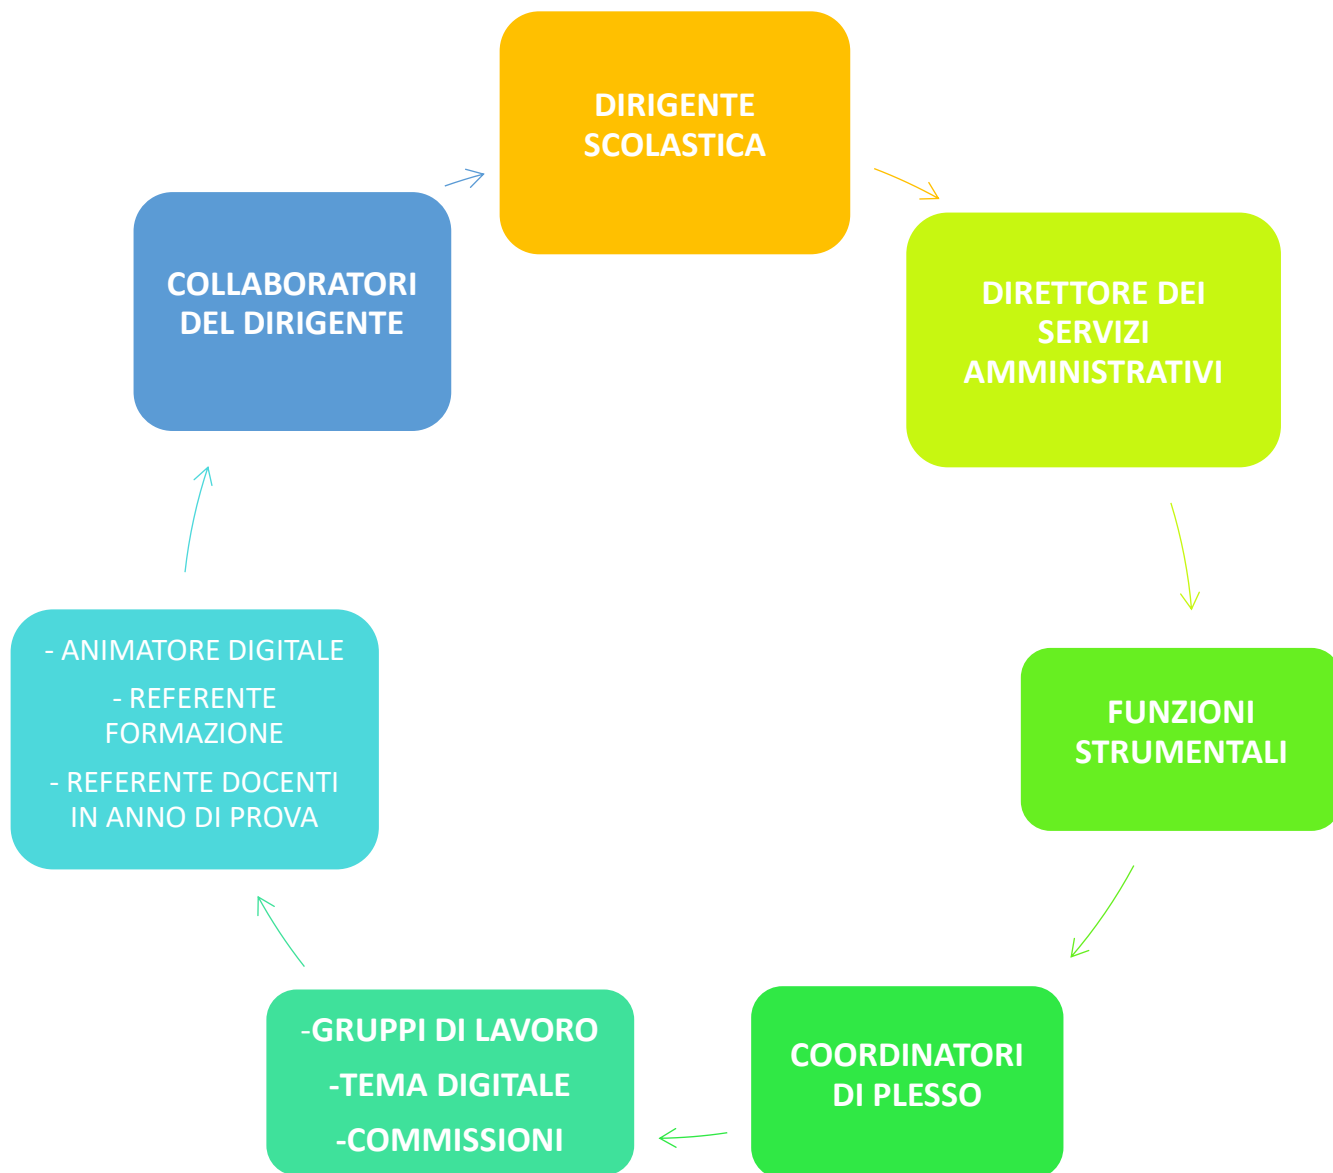 DIRIGENTE
SCOLASTICA
DIRETTORE DEI
SERVIZI
AMMINISTRATIVI
FUNZIONI
STRUMENTALI
COORDINATORI
DI PLESSO
-GRUPPI DI LAVORO
-TEMA DIGITALE
-COMMISSIONI
- ANIMATORE DIGITALE
- REFERENTE
FORMAZIONE
- REFERENTE DOCENTI
IN ANNO DI PROVA
COLLABORATORI
DEL DIRIGENTE